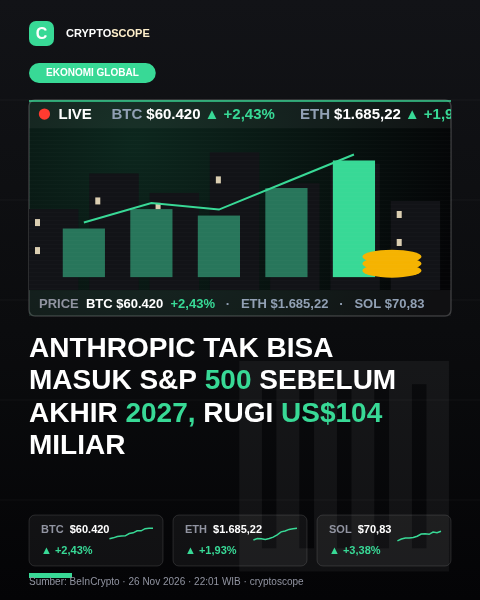 C CRYPTOSCOPE
EKONOMI GLOBAL
LIVE BTC $60.420 ▲ +2,43% ETH $1.685,22 ▲ +1,9
PRICE BTC $60.420 +2,43% · ETH $1.685,22 · SOL $70,83
ANTHROPIC TAK BISA
MASUK S&P 500 SEBELUM
AKHIR 2027, RUGI US$104
MILIAR
BTC $60.420 ETH $1.685,22 SOL $70,83
▲ +2,43% ▲ +1,93% ▲ +3,38%
Sumber: BeInCrypto · 26 Nov 2026 · 22:01 WIB · cryptoscope